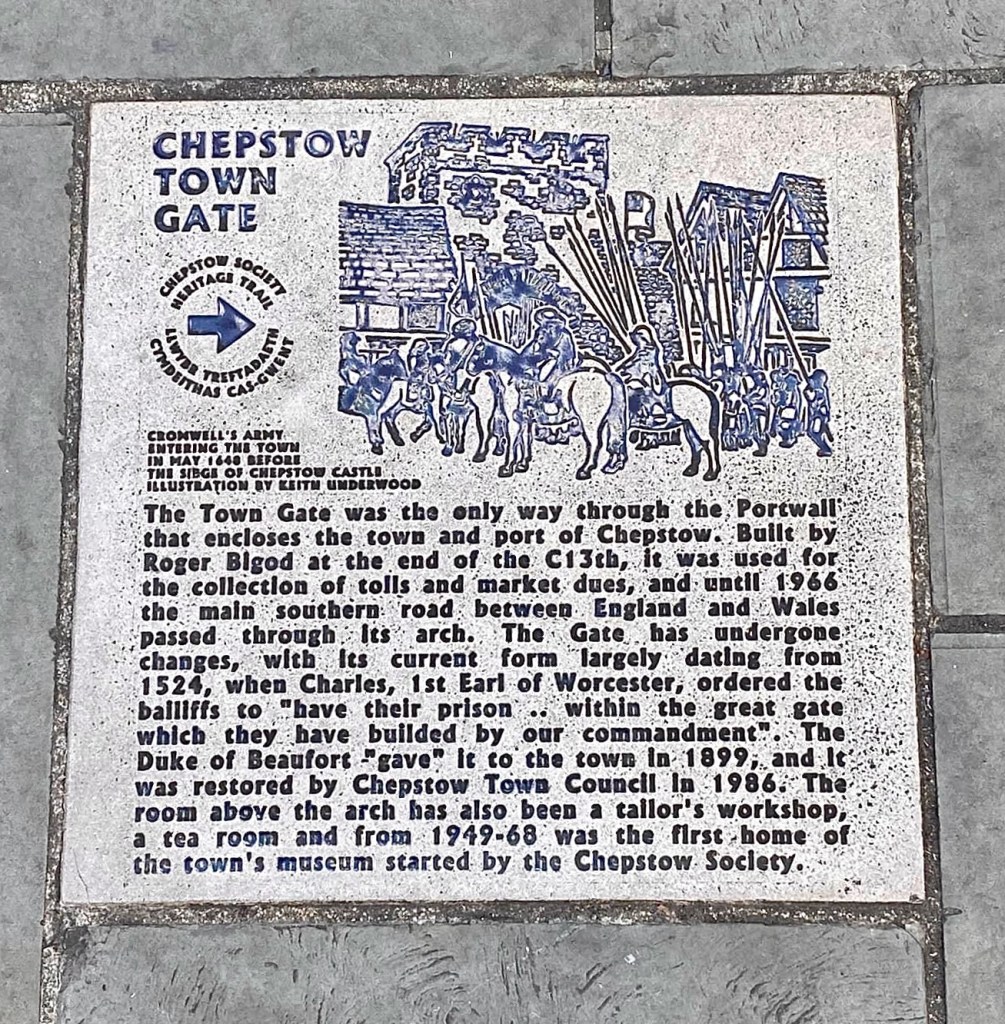 CHEPSTOW
TOWN
GATE
CHEPSTOW SOCIETY
HERITAGE TRAIL
LLWYBR TREFTADAETH
CYMDEITHAS CAS-GWENT
CROMWELL'S ARMY
ENTERING THE TOWN
IN MAY 1648 BEFORE
THE SIEGE OF CHEPSTOW CASTLE
ILLUSTRATION BY KEITH UNDERWOOD
The Town Gate was the only way through the Portwall
that encloses the town and port of Chepstow. Built by
Roger Bigod at the end of the C13th, it was used for
the collection of tolls and market dues, and until 1966
the main southern road between England and Wales
passed through its arch. The Gate has undergone
changes, with its current form largely dating from
1524, when Charles, 1st Earl of Worcester, ordered the
bailiffs to "have their prison .. within the great gate
which they have builded by our commandment". The
Duke of Beaufort "gave" it to the town in 1899, and it
was restored by Chepstow Town Council in 1986. The
room above the arch has also been a tailor's workshop,
a tea room and from 1949-68 was the first home of
the town's museum started by the Chepstow Society.